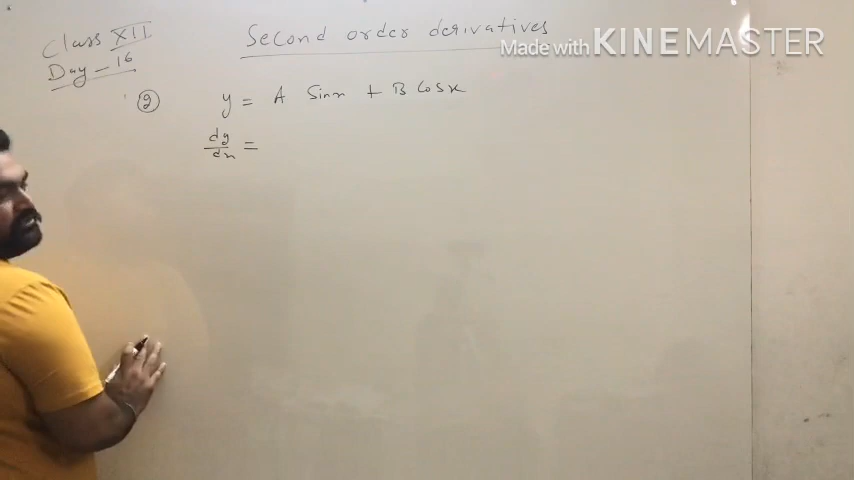 Class XII
Day - 16
Second order derivatives
Made with KINEMASTER
2 y = A Sinx + B Cosx
dy/dx =